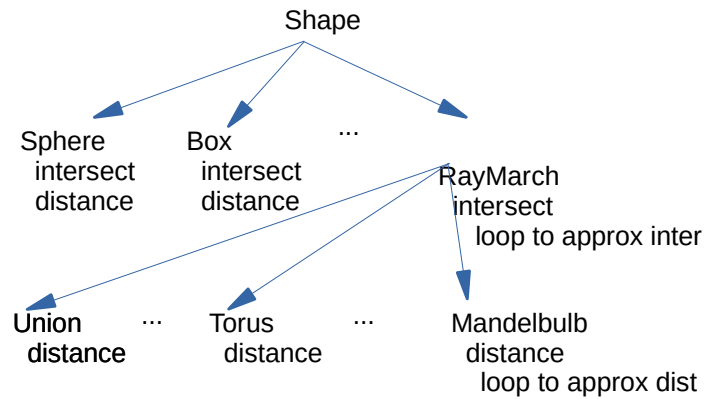 Shape
Sphere
intersect
distance
Box
intersect
distance
...
RayMarch
intersect
loop to approx inter
Union
distance
...
Torus
distance
...
Mandelbulb
distance
loop to approx dist